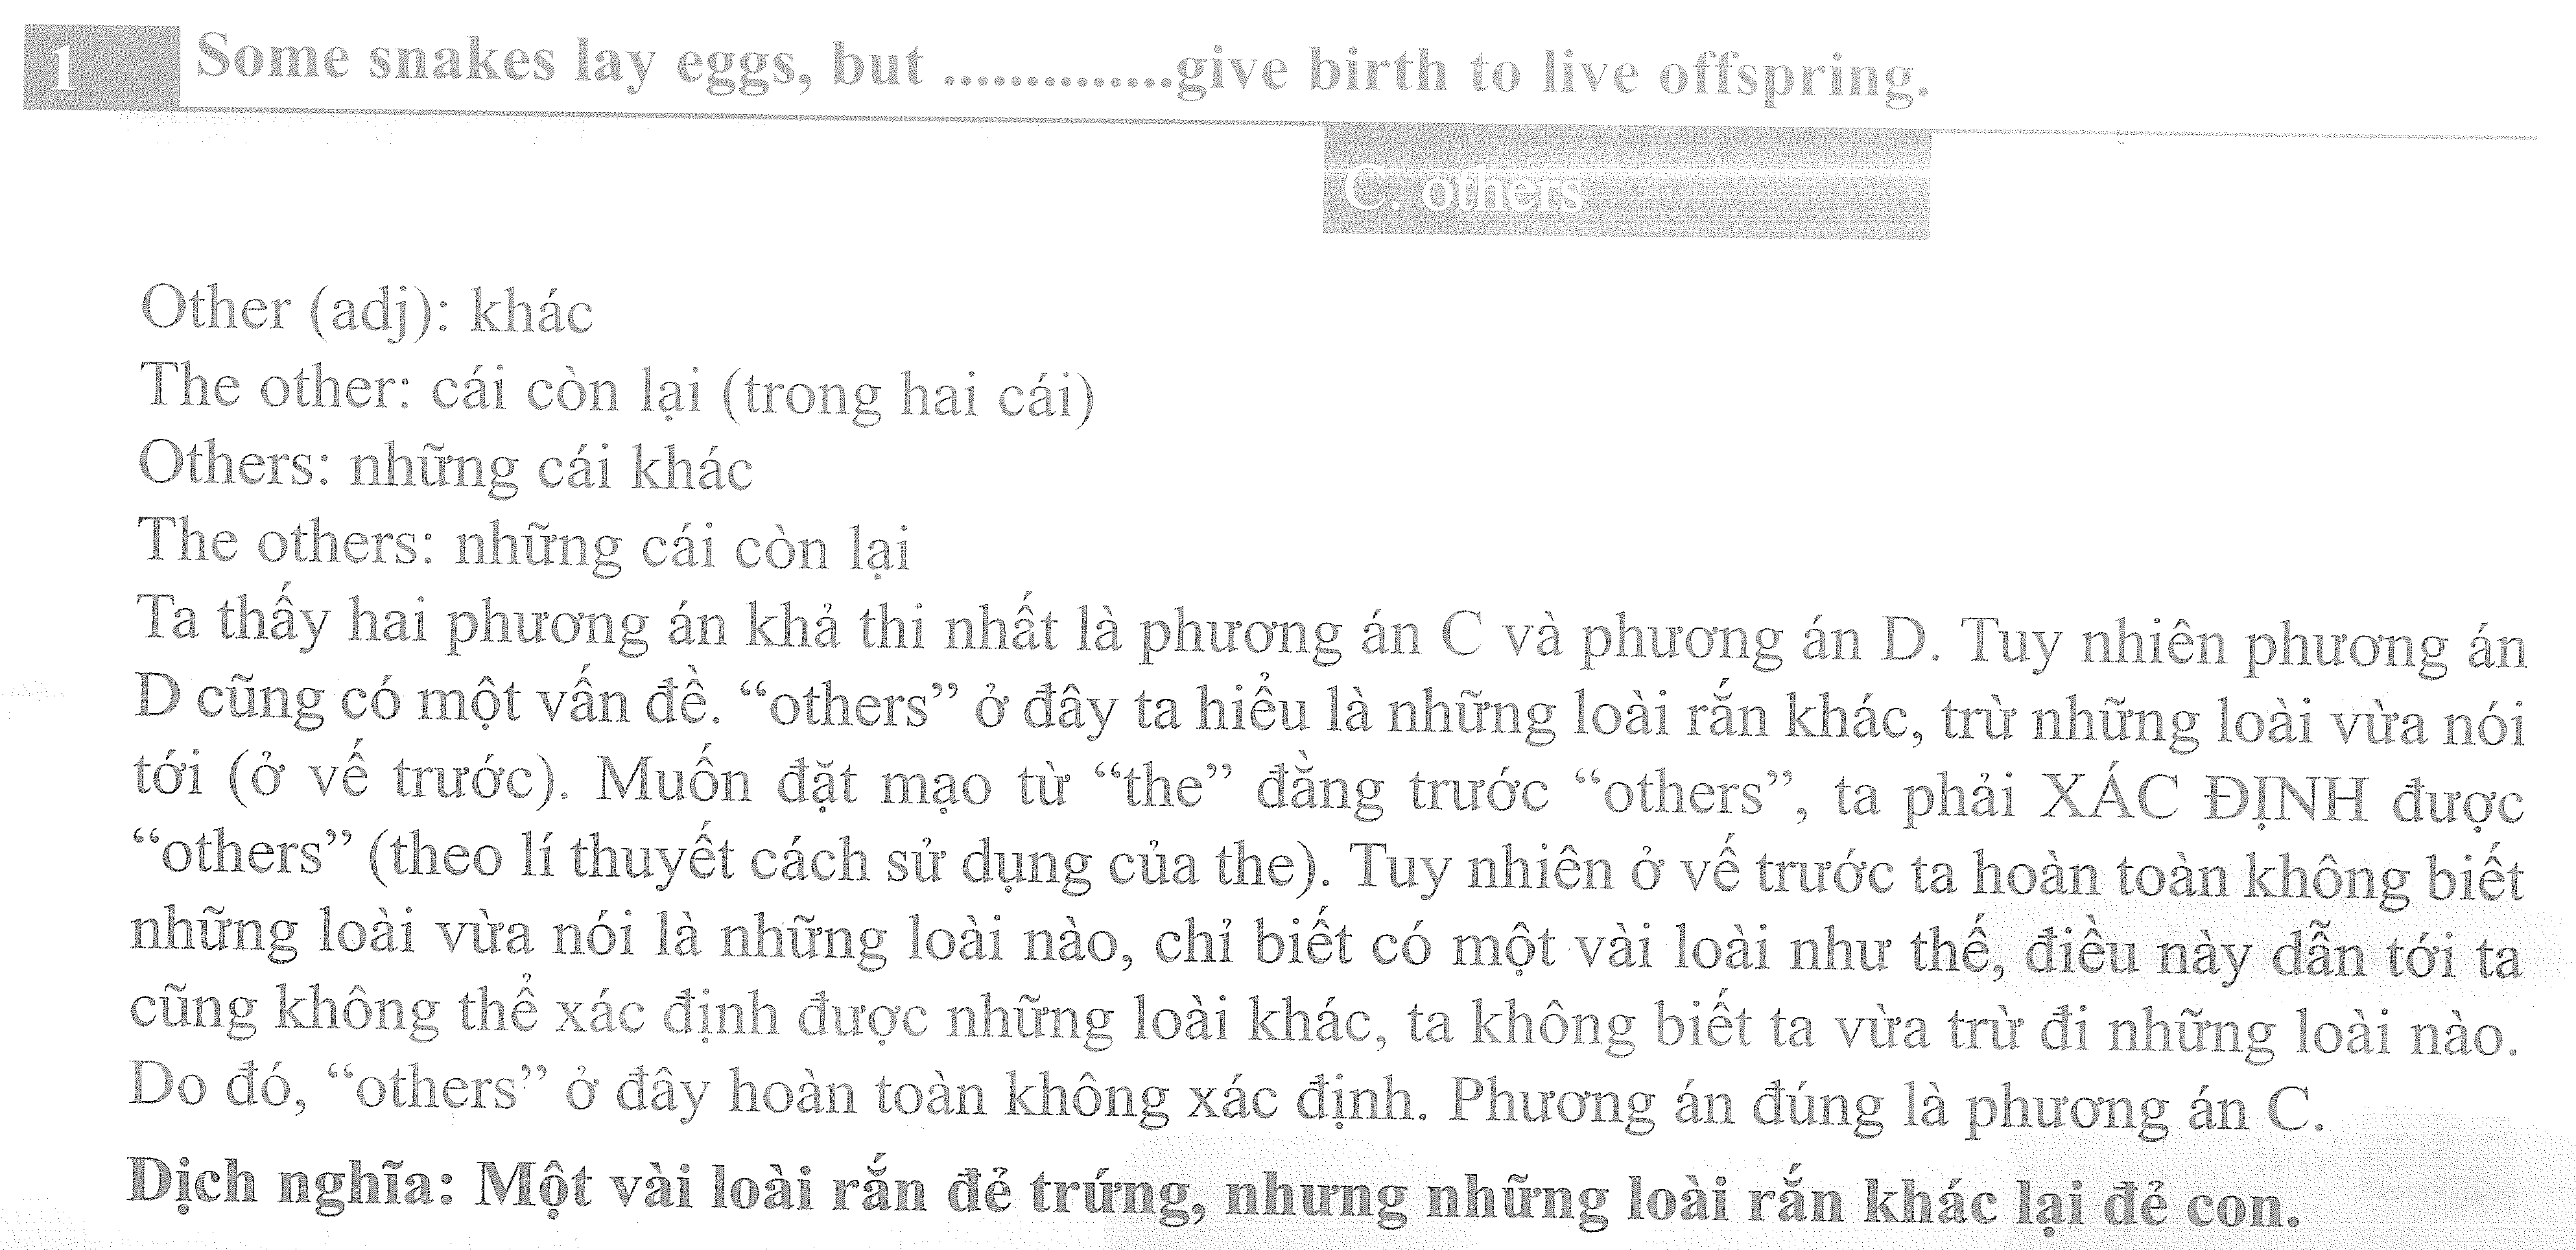 1 Some snakes lay eggs, but .............give birth to live offspring.
C. others
Other (adj): khác
The other: cái còn lại (trong hai cái)
Others: những cái khác
The others: những cái còn lại
Ta thấy hai phương án khả thi nhất là phương án C và phương án D. Tuy nhiên phương án
D cũng có một vấn đề. “others” ở đây ta hiểu là những loài rắn khác, trừ những loài vừa nói
tới (ở vế trước). Muốn đặt mạo từ “the” đằng trước “others”, ta phải XÁC ĐỊNH được
“others” (theo lí thuyết cách sử dụng của the). Tuy nhiên ở vế trước ta hoàn toàn không biết
những loài vừa nói là những loài nào, chỉ biết có một vài loài như thế, điều này dẫn tới ta
cũng không thể xác định được những loài khác, ta không biết ta vừa trừ đi những loài nào.
Do đó, “others” ở đây hoàn toàn không xác định. Phương án đúng là phương án C.
Dịch nghĩa: Một vài loài rắn đẻ trứng, nhưng những loài rắn khác lại đẻ con.